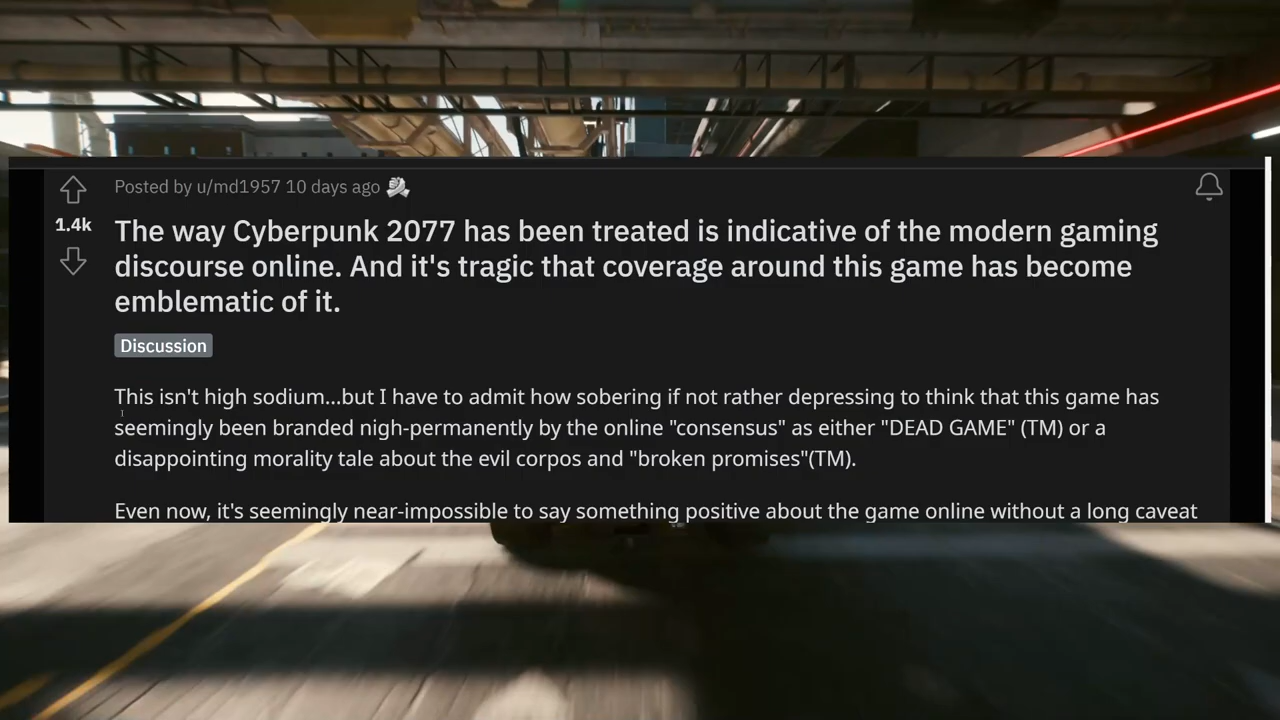 Posted by u/md1957 10 days ago
1.4k
The way Cyberpunk 2077 has been treated is indicative of the modern gaming
discourse online. And it's tragic that coverage around this game has become
emblematic of it.
Discussion
This isn't high sodium...but I have to admit how sobering if not rather depressing to think that this game has
seemingly been branded nigh-permanently by the online "consensus" as either "DEAD GAME" (TM) or a
disappointing morality tale about the evil corpos and "broken promises"(TM).
Even now, it's seemingly near-impossible to say something positive about the game online without a long caveat